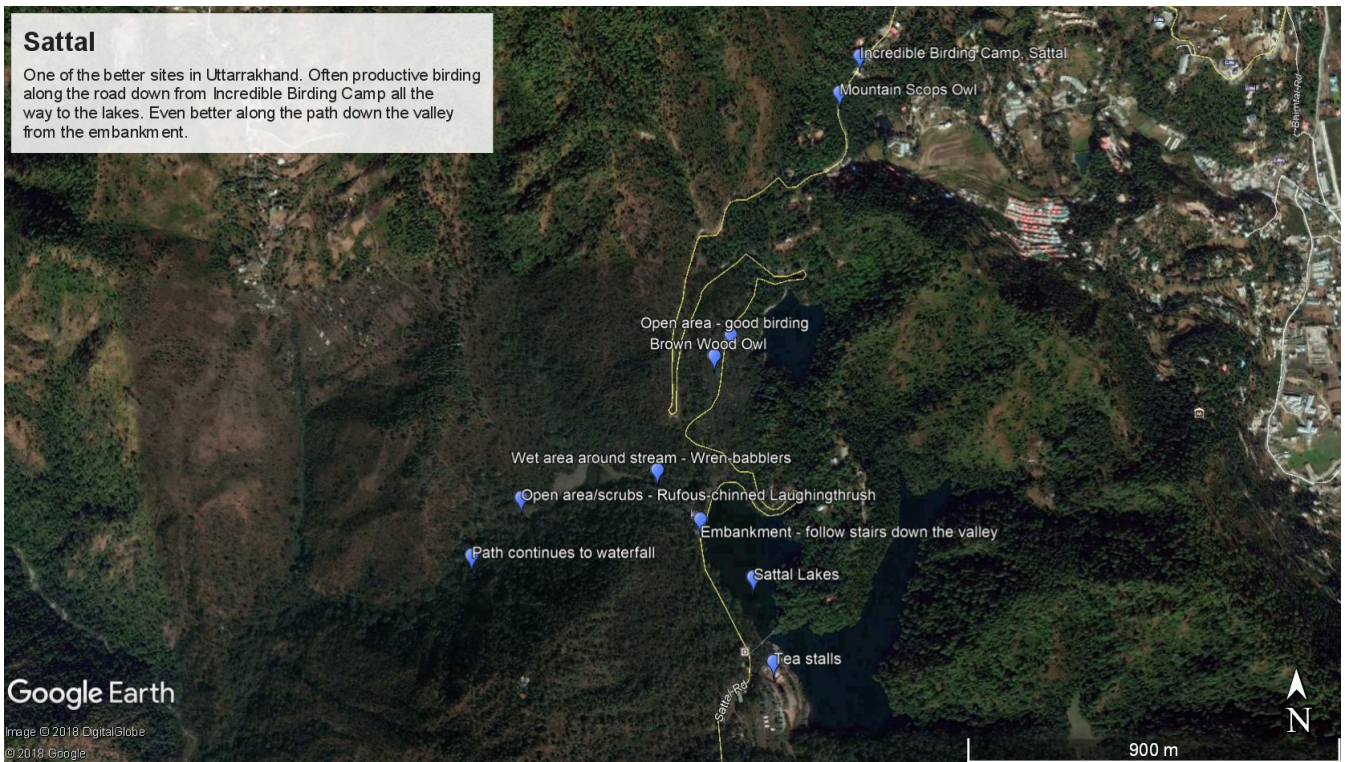 Sattal
One of the better sites in Uttarrakhand. Often productive birding
along the road down from Incredible Birding Camp all the
way to the lakes. Even better along the path down the valley
from the embankment.
Incredible Birding Camp, Sattal
Mountain Scops Owl
Bhimtal Rd
Open area - good birding
Brown Wood Owl
Wet area around stream - Wren-babblers
Open area/scrubs - Rufous-chinned Laughingthrush
Embankment - follow stairs down the valley
Path continues to waterfall
Sattal Lakes
Tea stalls
Sattal Rd
Google Earth
Image © 2018 DigitalGlobe
© 2018 Google
N
900 m